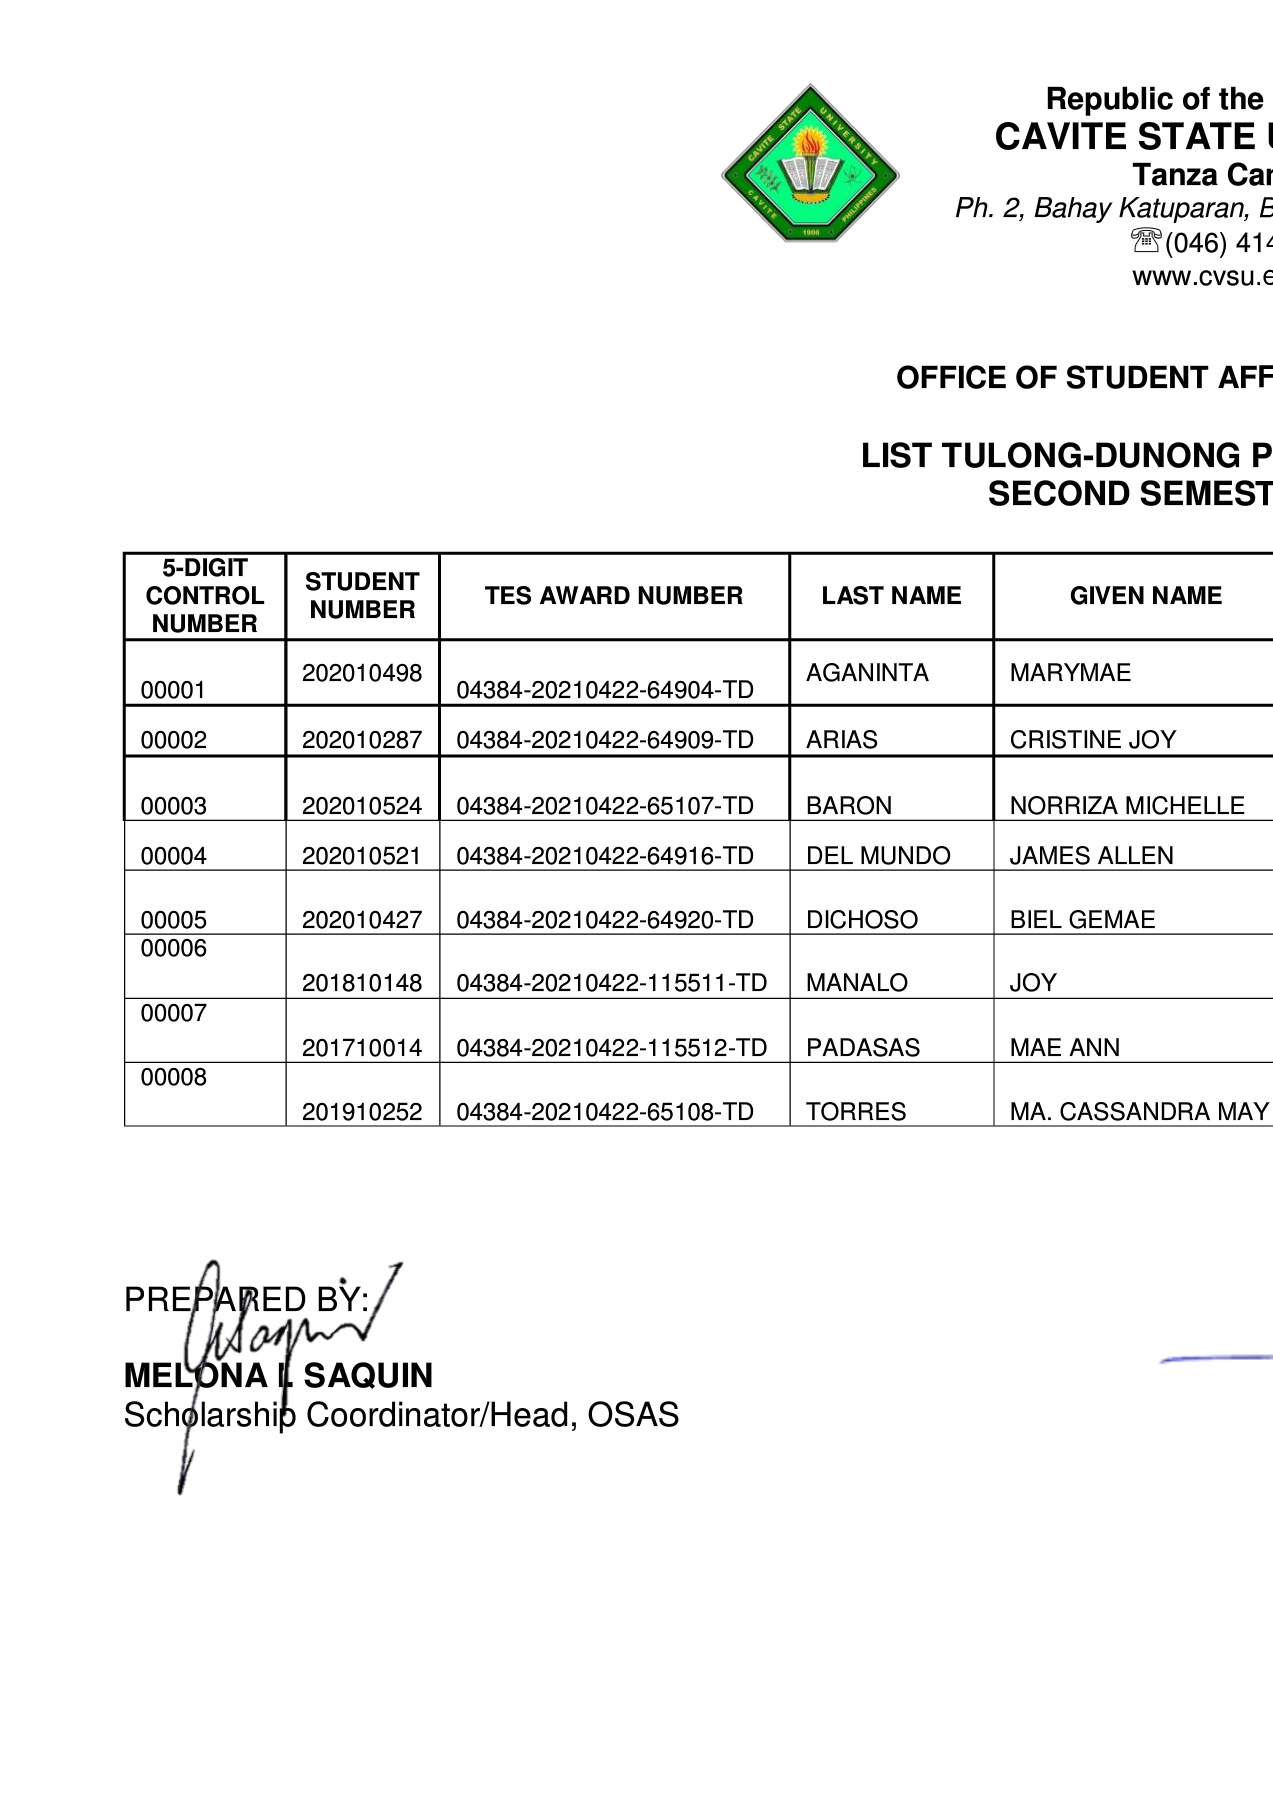 CAVITE STATE UNIVERSITY
CAVITE PHILIPPINES
1906
Republic of the
CAVITE STATE U
Tanza Cam
Ph. 2, Bahay Katuparan, B
(046) 414
www.cvsu.e
OFFICE OF STUDENT AFF
LIST TULONG-DUNONG P
SECOND SEMEST
5-DIGIT CONTROL NUMBER STUDENT NUMBER TES AWARD NUMBER LAST NAME GIVEN NAME
00001 202010498 04384-20210422-64904-TD AGANINTA MARYMAE
00002 202010287 04384-20210422-64909-TD ARIAS CRISTINE JOY
00003 202010524 04384-20210422-65107-TD BARON NORRIZA MICHELLE
00004 202010521 04384-20210422-64916-TD DEL MUNDO JAMES ALLEN
00005 202010427 04384-20210422-64920-TD DICHOSO BIEL GEMAE
00006 201810148 04384-20210422-115511-TD MANALO JOY
00007 201710014 04384-20210422-115512-TD PADASAS MAE ANN
00008 201910252 04384-20210422-65108-TD TORRES MA. CASSANDRA MAY
PREPARED BY:
MELONA I. SAQUIN
Scholarship Coordinator/Head, OSAS